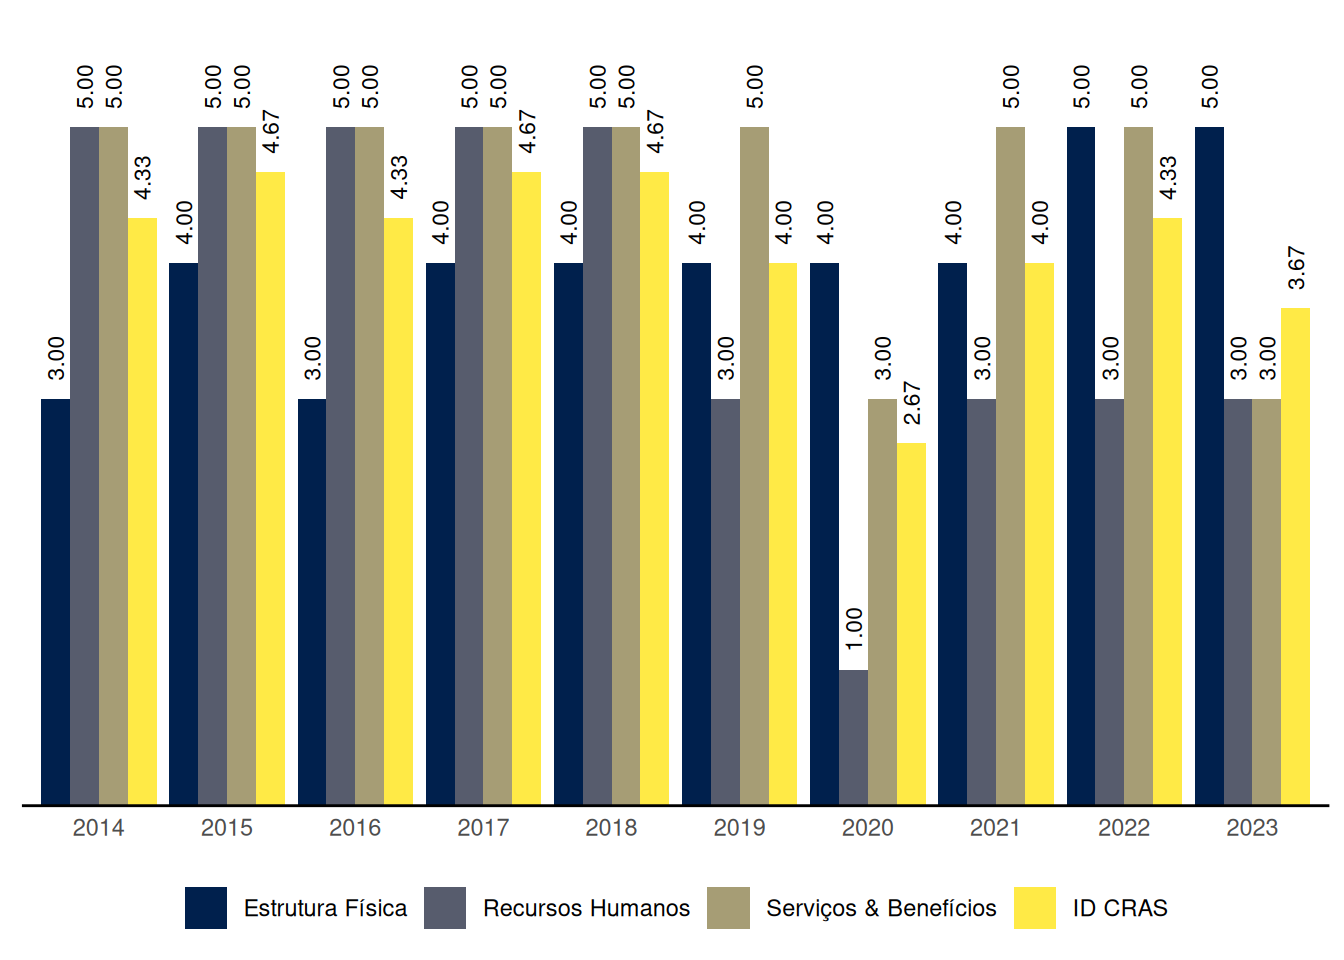 5.00 5.00 5.00 5.00 5.00 5.00 5.00 5.00 5.00 5.00 5.00 5.00 5.00 5.00 5.00
4.67 4.67 4.67
4.33 4.33 4.33
4.00 4.00 4.00 4.00 4.00 4.00 4.00 4.00
3.67
3.00 3.00 3.00 3.00 3.00 3.00 3.00 3.00
2.67
1.00
2014 2015 2016 2017 2018 2019 2020 2021 2022 2023
Estrutura Física Recursos Humanos Serviços & Benefícios ID CRAS